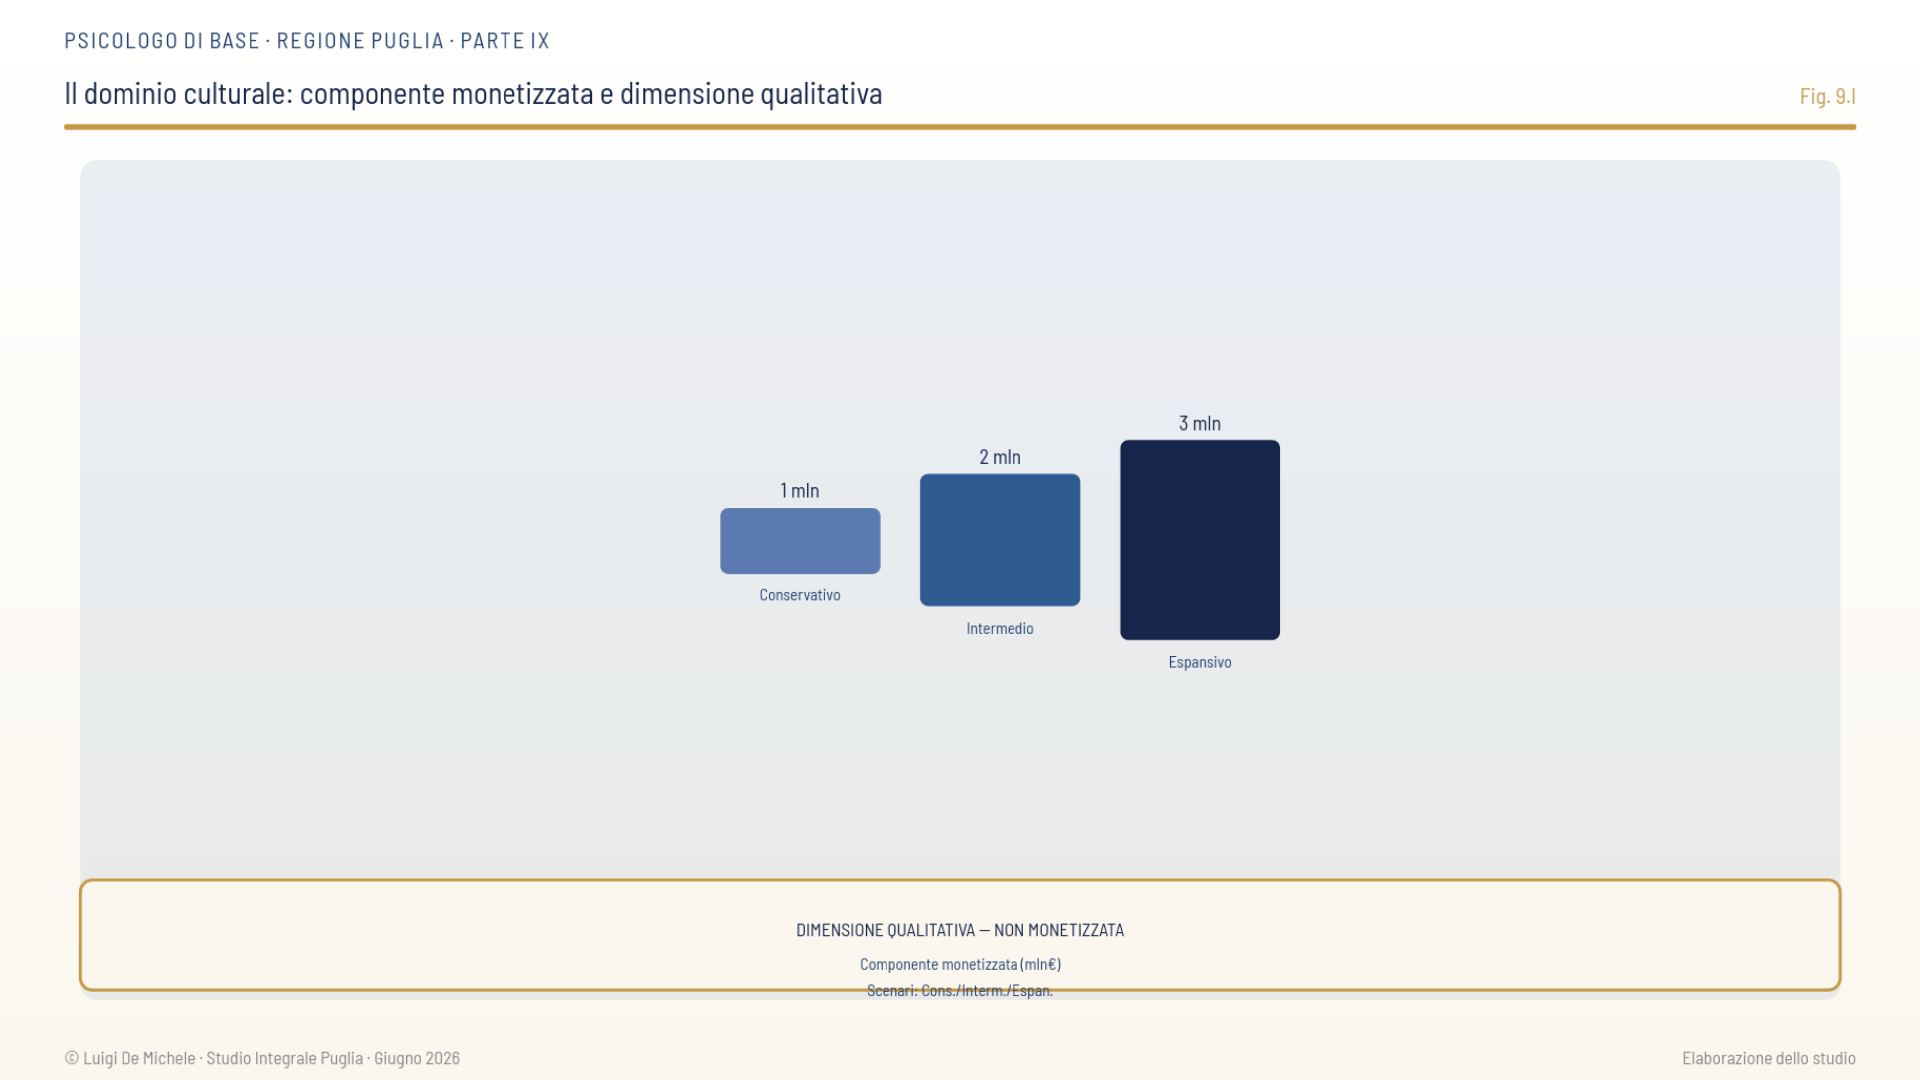 PSICOLOGO DI BASE · REGIONE PUGLIA · PARTE IX
Il dominio culturale: componente monetizzata e dimensione qualitativa
Fig. 9.I
3 mln
2 mln
1 mln
Conservativo
Intermedio
Espansivo
DIMENSIONE QUALITATIVA — NON MONETIZZATA
Componente monetizzata (mln€)
Scenari: Cons./Interm./Espan.
© Luigi De Michele · Studio Integrale Puglia · Giugno 2026
Elaborazione dello studio